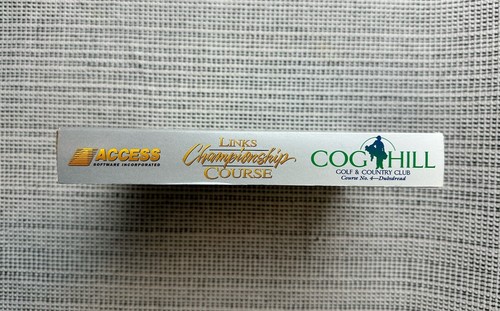 ACCESS
SOFTWARE INCORPORATED
LINKS
Championship
COURSE
COG HILL
GOLF & COUNTRY CLUB
Course No. 4—Dubsdread